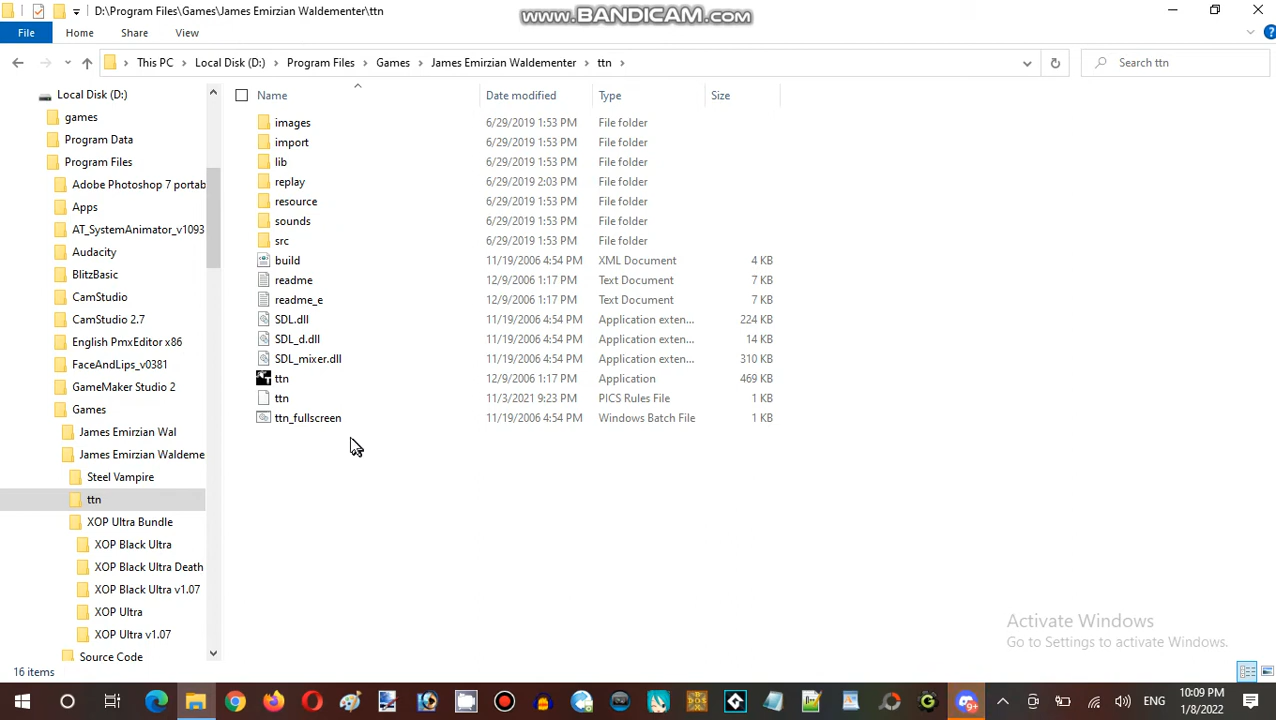 D:\Program Files\Games\James Emirzian Waldementer\ttn
www.BANDICAM.com
File Home Share View
This PC Local Disk (D:) Program Files Games James Emirzian Waldementer ttn
Search ttn
Local Disk (D:)
games
Program Data
Program Files
Adobe Photoshop 7 portab
Apps
AT_SystemAnimator_v1093
Audacity
BlitzBasic
CamStudio
CamStudio 2.7
English PmxEditor x86
FaceAndLips_v0381
GameMaker Studio 2
Games
James Emirzian Wal
James Emirzian Waldeme
Steel Vampire
ttn
XOP Ultra Bundle
XOP Black Ultra
XOP Black Ultra Death
XOP Black Ultra v1.07
XOP Ultra
XOP Ultra v1.07
Source Code
Name Date modified Type Size
images 6/29/2019 1:53 PM File folder
import 6/29/2019 1:53 PM File folder
lib 6/29/2019 1:53 PM File folder
replay 6/29/2019 2:03 PM File folder
resource 6/29/2019 1:53 PM File folder
sounds 6/29/2019 1:53 PM File folder
src 6/29/2019 1:53 PM File folder
build 11/19/2006 4:54 PM XML Document 4 KB
readme 12/9/2006 1:17 PM Text Document 7 KB
readme_e 12/9/2006 1:17 PM Text Document 7 KB
SDL.dll 11/19/2006 4:54 PM Application exten... 224 KB
SDL_d.dll 11/19/2006 4:54 PM Application exten... 14 KB
SDL_mixer.dll 11/19/2006 4:54 PM Application exten... 310 KB
ttn 12/9/2006 1:17 PM Application 469 KB
ttn 11/3/2021 9:23 PM PICS Rules File 1 KB
ttn_fullscreen 11/19/2006 4:54 PM Windows Batch File 1 KB
Activate Windows
Go to Settings to activate Windows.
16 items
ENG
10:09 PM
1/8/2022